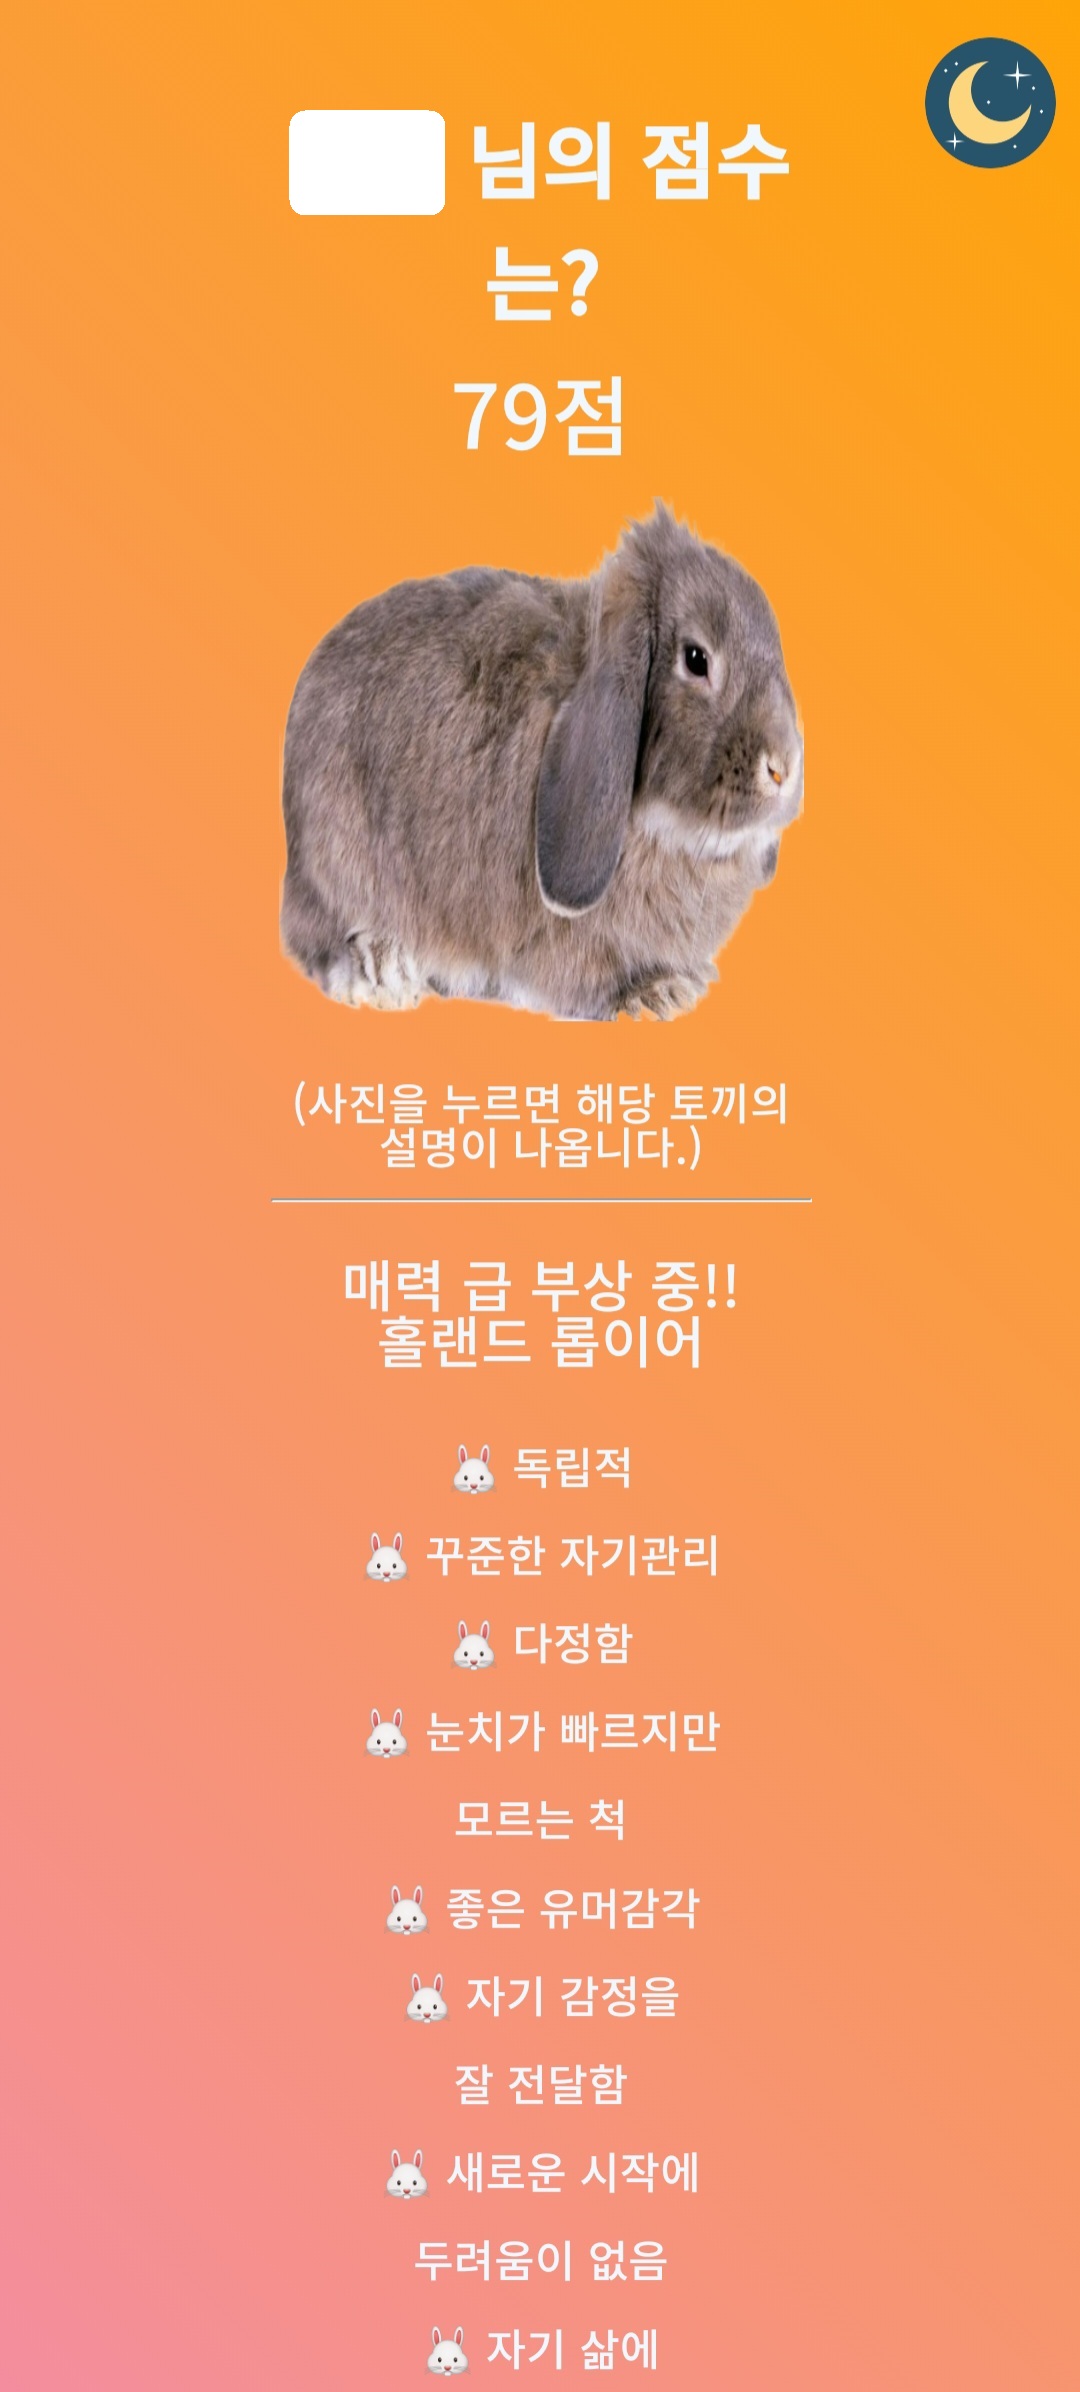 님의 점수
는?
79점
(사진을 누르면 해당 토끼의
설명이 나옵니다.)
매력 급 부상 중!!
홀랜드 롭이어
🐰 독립적
🐰 꾸준한 자기관리
🐰 다정함
🐰 눈치가 빠르지만
모르는 척
🐰 좋은 유머감각
🐰 자기 감정을
잘 전달함
🐰 새로운 시작에
두려움이 없음
🐰 자기 삶에